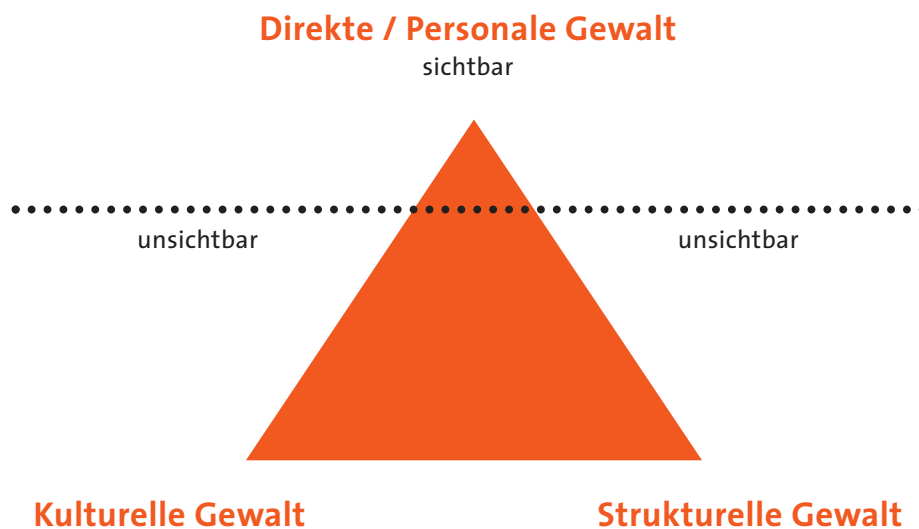 Direkte / Personale Gewalt
sichtbar
unsichtbar
unsichtbar
Kulturelle Gewalt
Strukturelle Gewalt